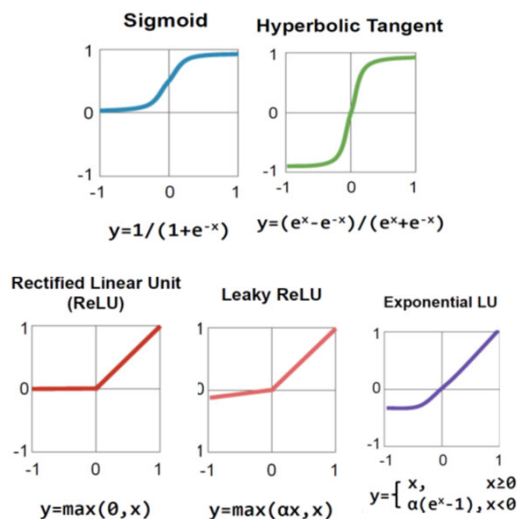 Sigmoid
1
0
-1
-1 0 1
y=1/(1+e⁻ˣ)
Hyperbolic Tangent
1
0
-1
-1 0 1
y=(eˣ-e⁻ˣ)/(eˣ+e⁻ˣ)
Rectified Linear Unit
(ReLU)
1
0
-1
-1 0 1
y=max(0,x)
Leaky ReLU
1
0
1
-1 0 1
y=max(αx,x)
Exponential LU
1
0
-1
-1 0 1
y={ x, x≥0
α(eˣ-1),x<0